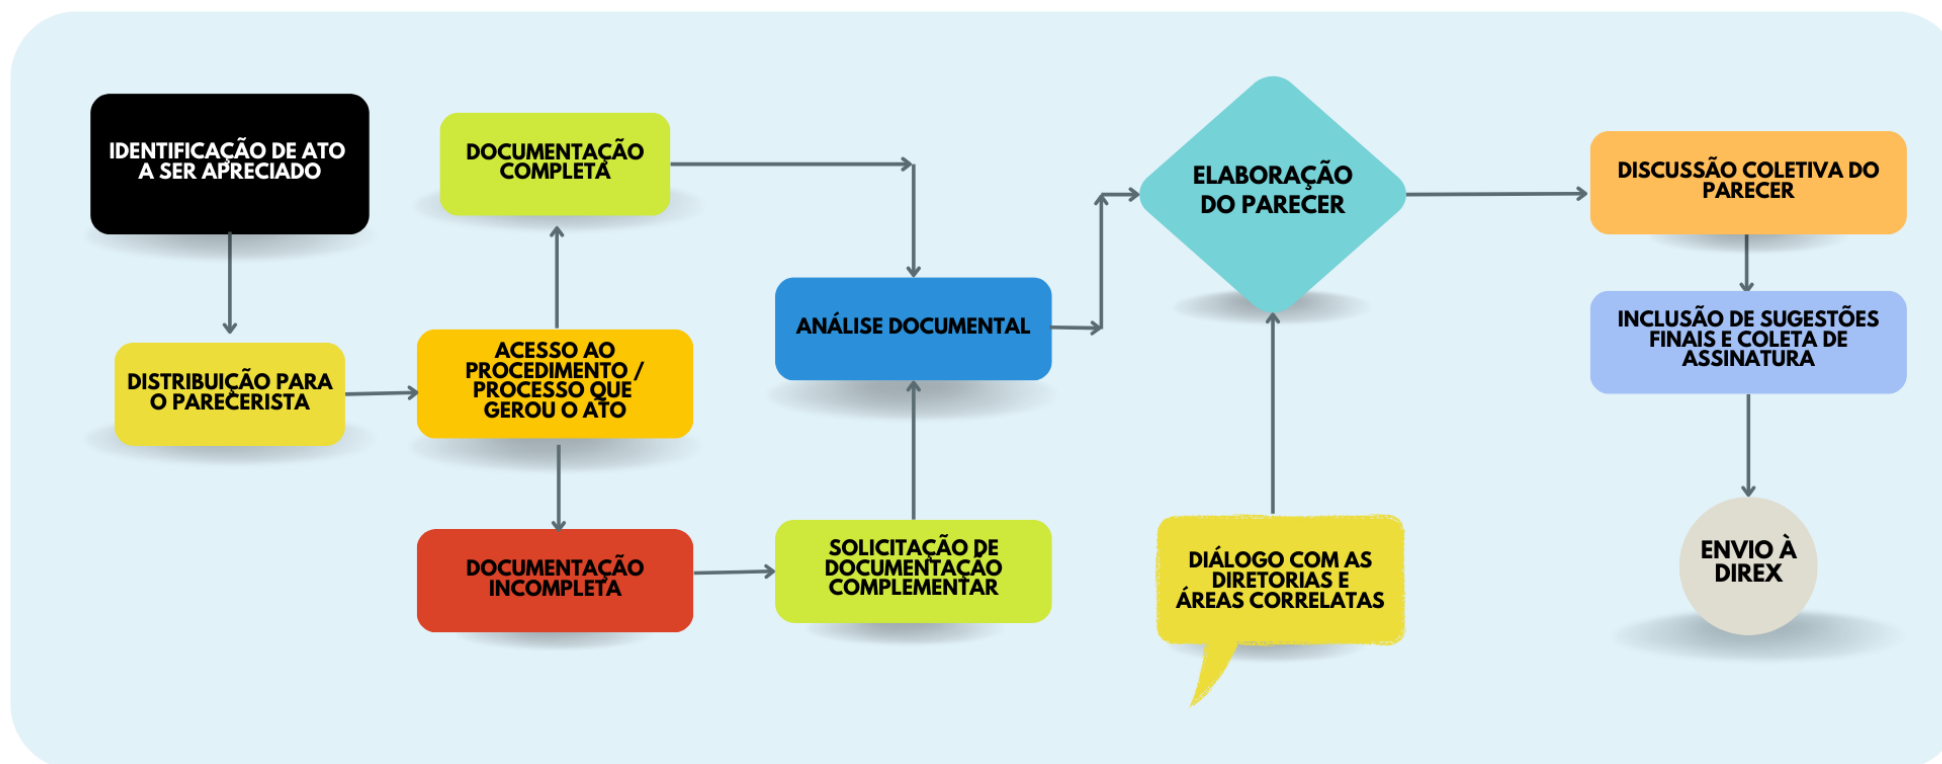 IDENTIFICAÇÃO DE ATO
A SER APRECIADO
DISTRIBUIÇÃO PARA
O PARECERISTA
DOCUMENTAÇÃO
COMPLETA
ACESSO AO
PROCEDIMENTO /
PROCESSO QUE
GEROU O ATO
DOCUMENTAÇÃO
INCOMPLETA
SOLICITAÇÃO DE
DOCUMENTAÇÃO
COMPLEMENTAR
ANÁLISE DOCUMENTAL
ELABORAÇÃO
DO PARECER
DIÁLOGO COM AS
DIRETORIAS E
ÁREAS CORRELATAS
DISCUSSÃO COLETIVA DO
PARECER
INCLUSÃO DE SUGESTÕES
FINAIS E COLETA DE
ASSINATURA
ENVIO À
DIREX